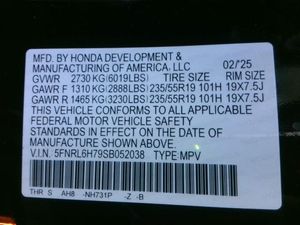 MFD. BY HONDA DEVELOPMENT &
MANUFACTURING OF AMERICA, LLC 02/'25
GVWR 2730 KG (6019LBS) TIRE SIZE RIM SIZE
GAWR F 1310 KG (2888LBS) 235/55R19 101H 19X7.5J
GAWR R 1465 KG (3230LBS) 235/55R19 101H 19X7.5J
THIS VEHICLE CONFORMS TO ALL APPLICABLE
FEDERAL MOTOR VEHICLE SAFETY
STANDARDS IN EFFECT ON THE DATE OF
MANUFACTURE SHOWN ABOVE.
V.I.N. 5FNRL6H79SB052038 TYPE:MPV
THR S AH8 -NH731P -Z -B